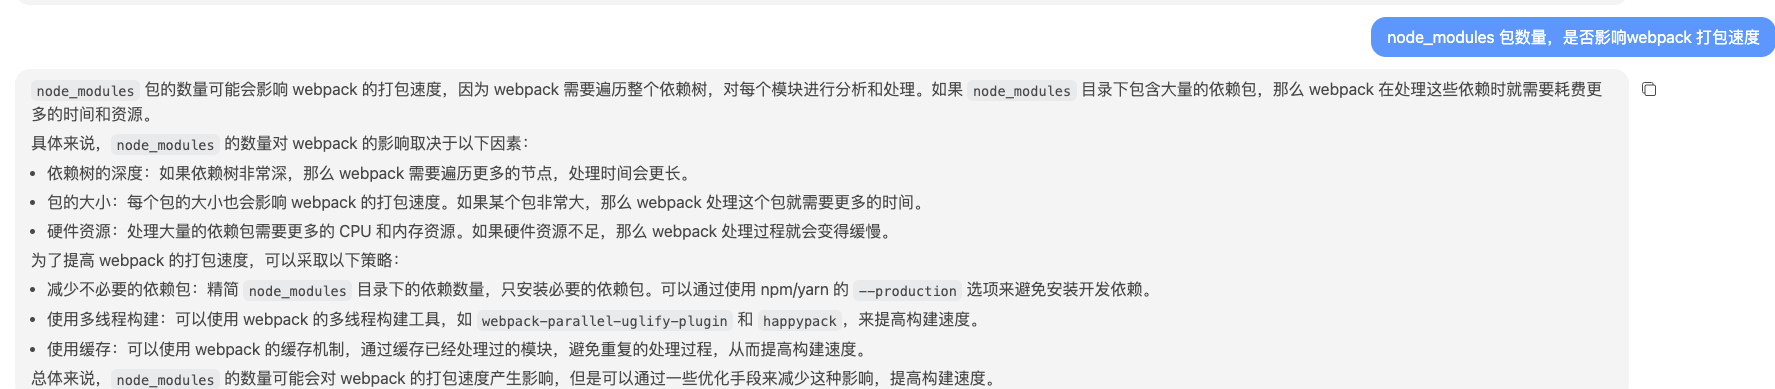 node_modules 包数量，是否影响webpack 打包速度
node_modules 包的数量可能会影响 webpack 的打包速度，因为 webpack 需要遍历整个依赖树，对每个模块进行分析和处理。如果 node_modules 目录下包含大量的依赖包，那么 webpack 在处理这些依赖时就需要耗费更
多的时间和资源。
具体来说，node_modules 的数量对 webpack 的影响取决于以下因素：
• 依赖树的深度：如果依赖树非常深，那么 webpack 需要遍历更多的节点，处理时间会更长。
• 包的大小：每个包的大小也会影响 webpack 的打包速度。如果某个包非常大，那么 webpack 处理这个包就需要更多的时间。
• 硬件资源：处理大量的依赖包需要更多的 CPU 和内存资源。如果硬件资源不足，那么 webpack 处理过程就会变得缓慢。
为了提高 webpack 的打包速度，可以采取以下策略：
• 减少不必要的依赖包：精简 node_modules 目录下的依赖数量，只安装必要的依赖包。可以通过使用 npm/yarn 的 --production 选项来避免安装开发依赖。
• 使用多线程构建：可以使用 webpack 的多线程构建工具，如 webpack-parallel-uglify-plugin 和 happypack，来提高构建速度。
• 使用缓存：可以使用 webpack 的缓存机制，通过缓存已经处理过的模块，避免重复的处理过程，从而提高构建速度。
总体来说，node_modules 的数量可能会对 webpack 的打包速度产生影响，但是可以通过一些优化手段来减少这种影响，提高构建速度。